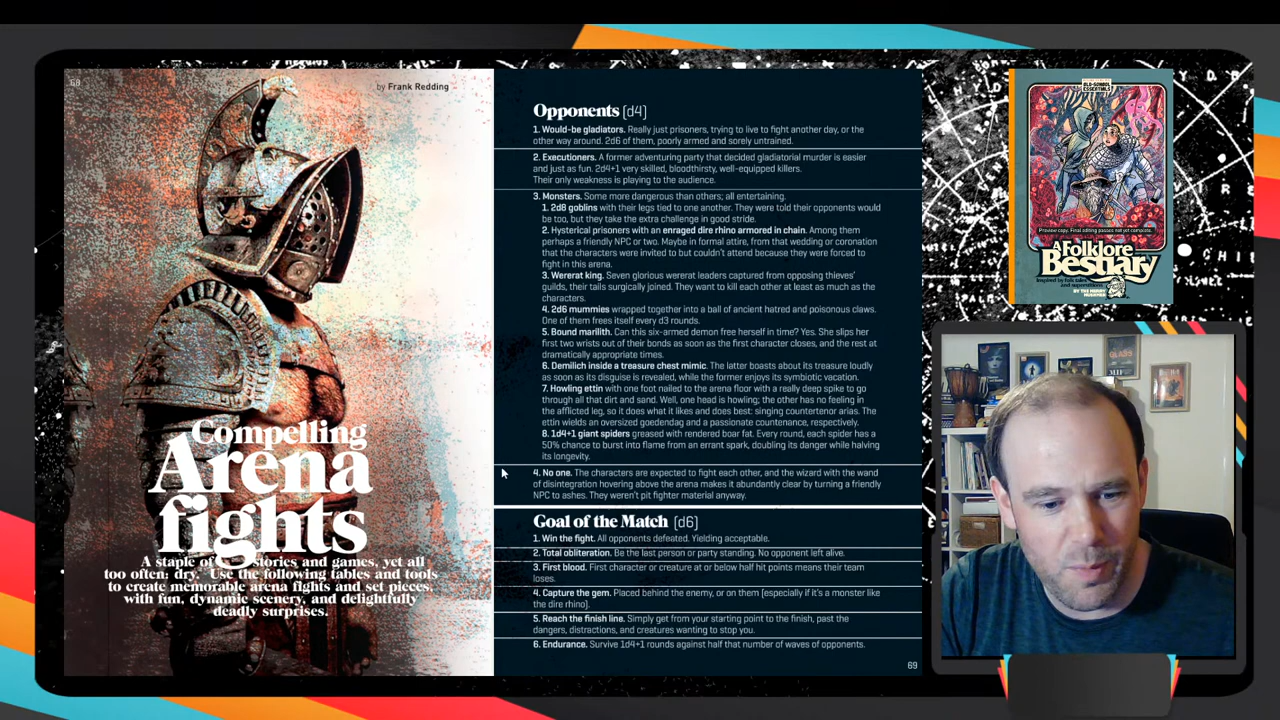 68
by Frank Redding
Compelling
Arena
fights
A staple of stories and games, yet all
too often: dry. Use the following tables and tools
to create memorable arena fights and set pieces,
with fun, dynamic scenery, and delightfully
deadly surprises.
Opponents (d4)
1. Would-be gladiators. Really just prisoners, trying to live to fight another day, or the
other way around. 2d6 of them, poorly armed and sorely untrained.
2. Executioners. A former adventuring party that decided gladiatorial murder is easier
and just as fun. 2d4+1 very skilled, bloodthirsty, well-equipped killers.
Their only weakness is playing to the audience.
3. Monsters. Some more dangerous than others; all entertaining.
1. 2d8 goblins with their legs tied to one another. They were told their opponents would
be too, but they take the extra challenge in good stride.
2. Hysterical prisoners with an enraged dire rhino armored in chain. Among them
perhaps a friendly NPC or two. Maybe in formal attire, from that wedding or coronation
that the characters were invited to but couldn't attend because they were forced to
fight in this arena.
3. Wererat king. Seven glorious wererat leaders captured from opposing thieves'
guilds, their tails surgically joined. They want to kill each other at least as much as the
characters.
4. 2d6 mummies wrapped together into a ball of ancient hatred and poisonous claws.
One of them frees itself every d3 rounds.
5. Bound marilith. Can this six-armed demon free herself in time? Yes. She slips her
first two wrists out of their bonds as soon as the first character closes, and the rest at
dramatically appropriate times.
6. Demilich inside a treasure chest mimic. The latter boasts about its treasure loudly
as soon as its disguise is revealed, while the former enjoys its symbiotic vacation.
7. Howling ettin with one foot nailed to the arena floor with a really deep spike to go
through all that dirt and sand. Well, one head is howling; the other has no feeling in
the afflicted leg, so it does what it likes and does best: singing countertenor arias. The
ettin wields an oversized goedendag and a passionate countenance, respectively.
8. 1d4+1 giant spiders greased with rendered boar fat. Every round, each spider has a
50% chance to burst into flame from an errant spark, doubling its danger while halving
its longevity.
4. No one. The characters are expected to fight each other, and the wizard with the wand
of disintegration hovering above the arena makes it abundantly clear by turning a friendly
NPC to ashes. They weren't pit fighter material anyway.
Goal of the Match (d6)
1. Win the fight. All opponents defeated. Yielding acceptable.
2. Total obliteration. Be the last person or party standing. No opponent left alive.
3. First blood. First character or creature at or below half hit points means their team
loses.
4. Capture the gem. Placed behind the enemy, or on them (especially if it's a monster like
the dire rhino).
5. Reach the finish line. Simply get from your starting point to the finish, past the
dangers, distractions, and creatures wanting to stop you.
6. Endurance. Survive 1d4+1 rounds against half that number of waves of opponents.
69
OLD-SCHOOL
ESSENTIALS
Preview copy. Final editing passes not yet complete.
A Folklore
Bestiary
Inspired by folk tales
and superstitions
BY THE MERRY
MUSHMEN